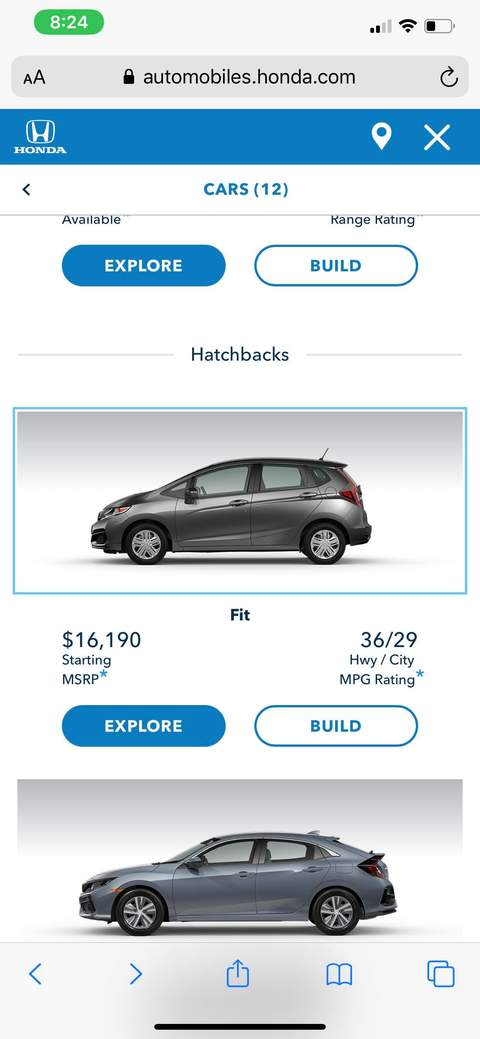 8:24
AA automobiles.honda.com
HONDA
CARS (12)
Available** Range Rating**
EXPLORE BUILD
Hatchbacks
Fit
$16,190 36/29
Starting Hwy / City
MSRP* MPG Rating*
EXPLORE BUILD